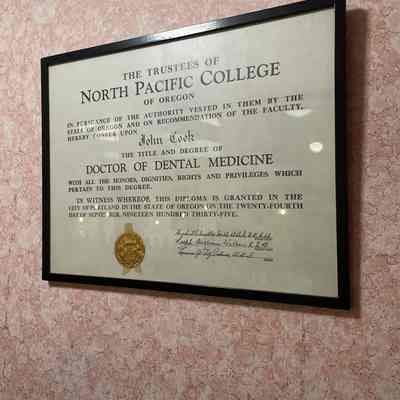 THE TRUSTEES OF
NORTH PACIFIC COLLEGE
OF OREGON
IN PURSUANCE OF THE AUTHORITY VESTED IN THEM BY THE
STATE OF OREGON AND ON RECOMMENDATION OF THE FACULTY,
HEREBY CONFER UPON
John Cook
THE TITLE AND DEGREE OF
DOCTOR OF DENTAL MEDICINE
WITH ALL THE HONORS, DIGNITIES, RIGHTS AND PRIVILEGES WHICH
PERTAIN TO THIS DEGREE.
IN WITNESS WHEREOF, THIS DIPLOMA IS GRANTED IN THE
CITY OF PORTLAND IN THE STATE OF OREGON ON THE TWENTY-FOURTH
DAY OF NINETEEN HUNDRED THIRTY-FIVE.